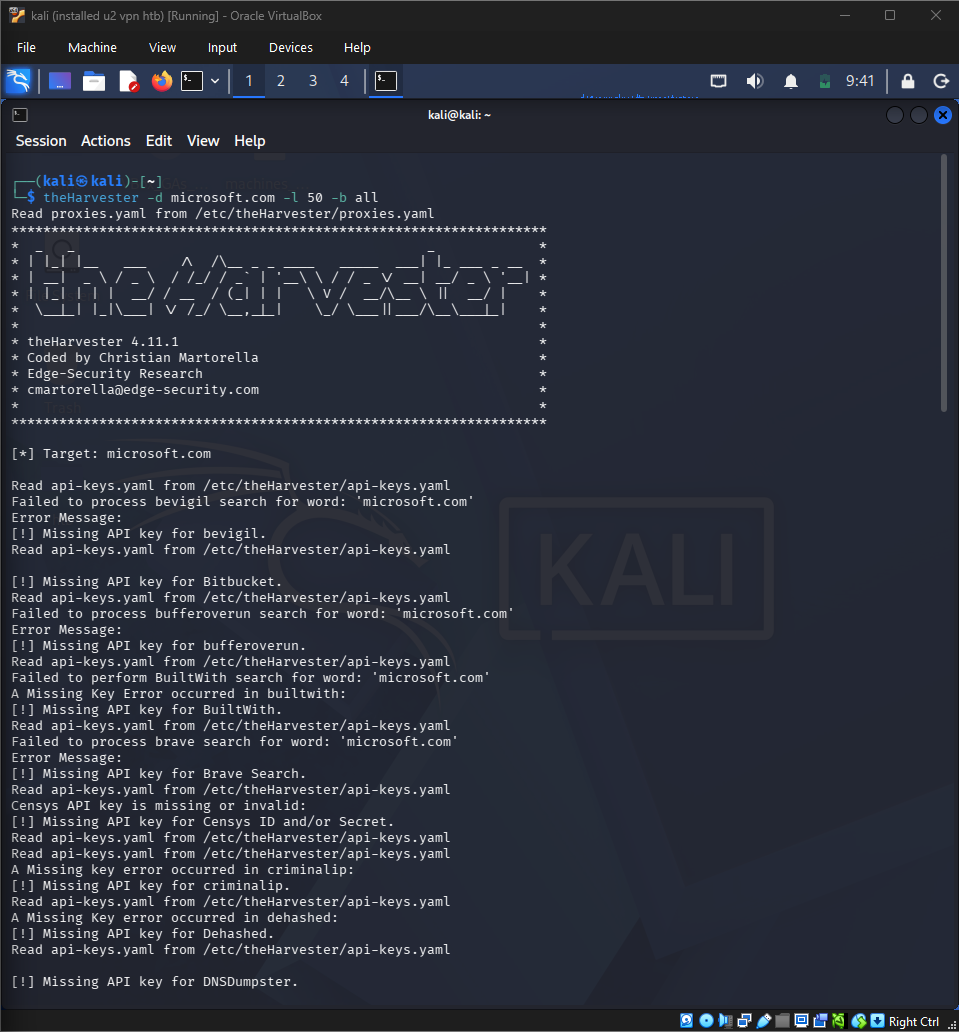 kali (installed u2 vpn htb) [Running] - Oracle VirtualBox
File Machine View Input Devices Help
1 2 3 4 9:41
kali@kali: ~
Session Actions Edit View Help
┌──(kali㉿kali)-[~]
└─$ theHarvester -d microsoft.com -l 50 -b all
Read proxies.yaml from /etc/theHarvester/proxies.yaml
*******************************************************************
theHarvester
* theHarvester 4.11.1 *
* Coded by Christian Martorella *
* Edge-Security Research *
* cmartorella@edge-security.com *
* *
*******************************************************************
[*] Target: microsoft.com
Read api-keys.yaml from /etc/theHarvester/api-keys.yaml
Failed to process bevigil search for word: 'microsoft.com'
Error Message:
[!] Missing API key for bevigil.
Read api-keys.yaml from /etc/theHarvester/api-keys.yaml
[!] Missing API key for Bitbucket.
Read api-keys.yaml from /etc/theHarvester/api-keys.yaml
Failed to process bufferoverun search for word: 'microsoft.com'
Error Message:
[!] Missing API key for bufferoverun.
Read api-keys.yaml from /etc/theHarvester/api-keys.yaml
Failed to perform BuiltWith search for word: 'microsoft.com'
A Missing Key Error occurred in builtwith:
[!] Missing API key for BuiltWith.
Read api-keys.yaml from /etc/theHarvester/api-keys.yaml
Failed to process brave search for word: 'microsoft.com'
Error Message:
[!] Missing API key for Brave Search.
Read api-keys.yaml from /etc/theHarvester/api-keys.yaml
Censys API key is missing or invalid:
[!] Missing API key for Censys ID and/or Secret.
Read api-keys.yaml from /etc/theHarvester/api-keys.yaml
Read api-keys.yaml from /etc/theHarvester/api-keys.yaml
A Missing key error occurred in criminalip:
[!] Missing API key for criminalip.
Read api-keys.yaml from /etc/theHarvester/api-keys.yaml
A Missing Key error occurred in dehashed:
[!] Missing API key for Dehashed.
Read api-keys.yaml from /etc/theHarvester/api-keys.yaml
[!] Missing API key for DNSDumpster.
KALI
Right Ctrl